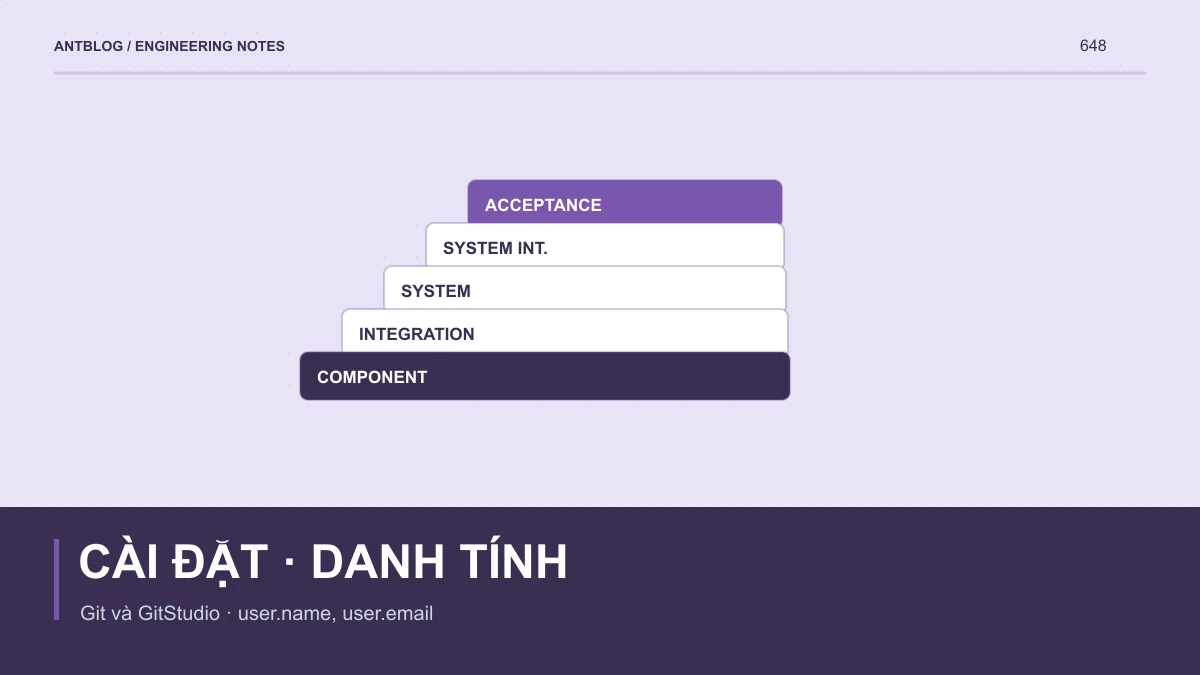 ANTBLOG / ENGINEERING NOTES
648
ACCEPTANCE
SYSTEM INT.
SYSTEM
INTEGRATION
COMPONENT
CÀI ĐẶT · DANH TÍNH
Git và GitStudio · user.name, user.email